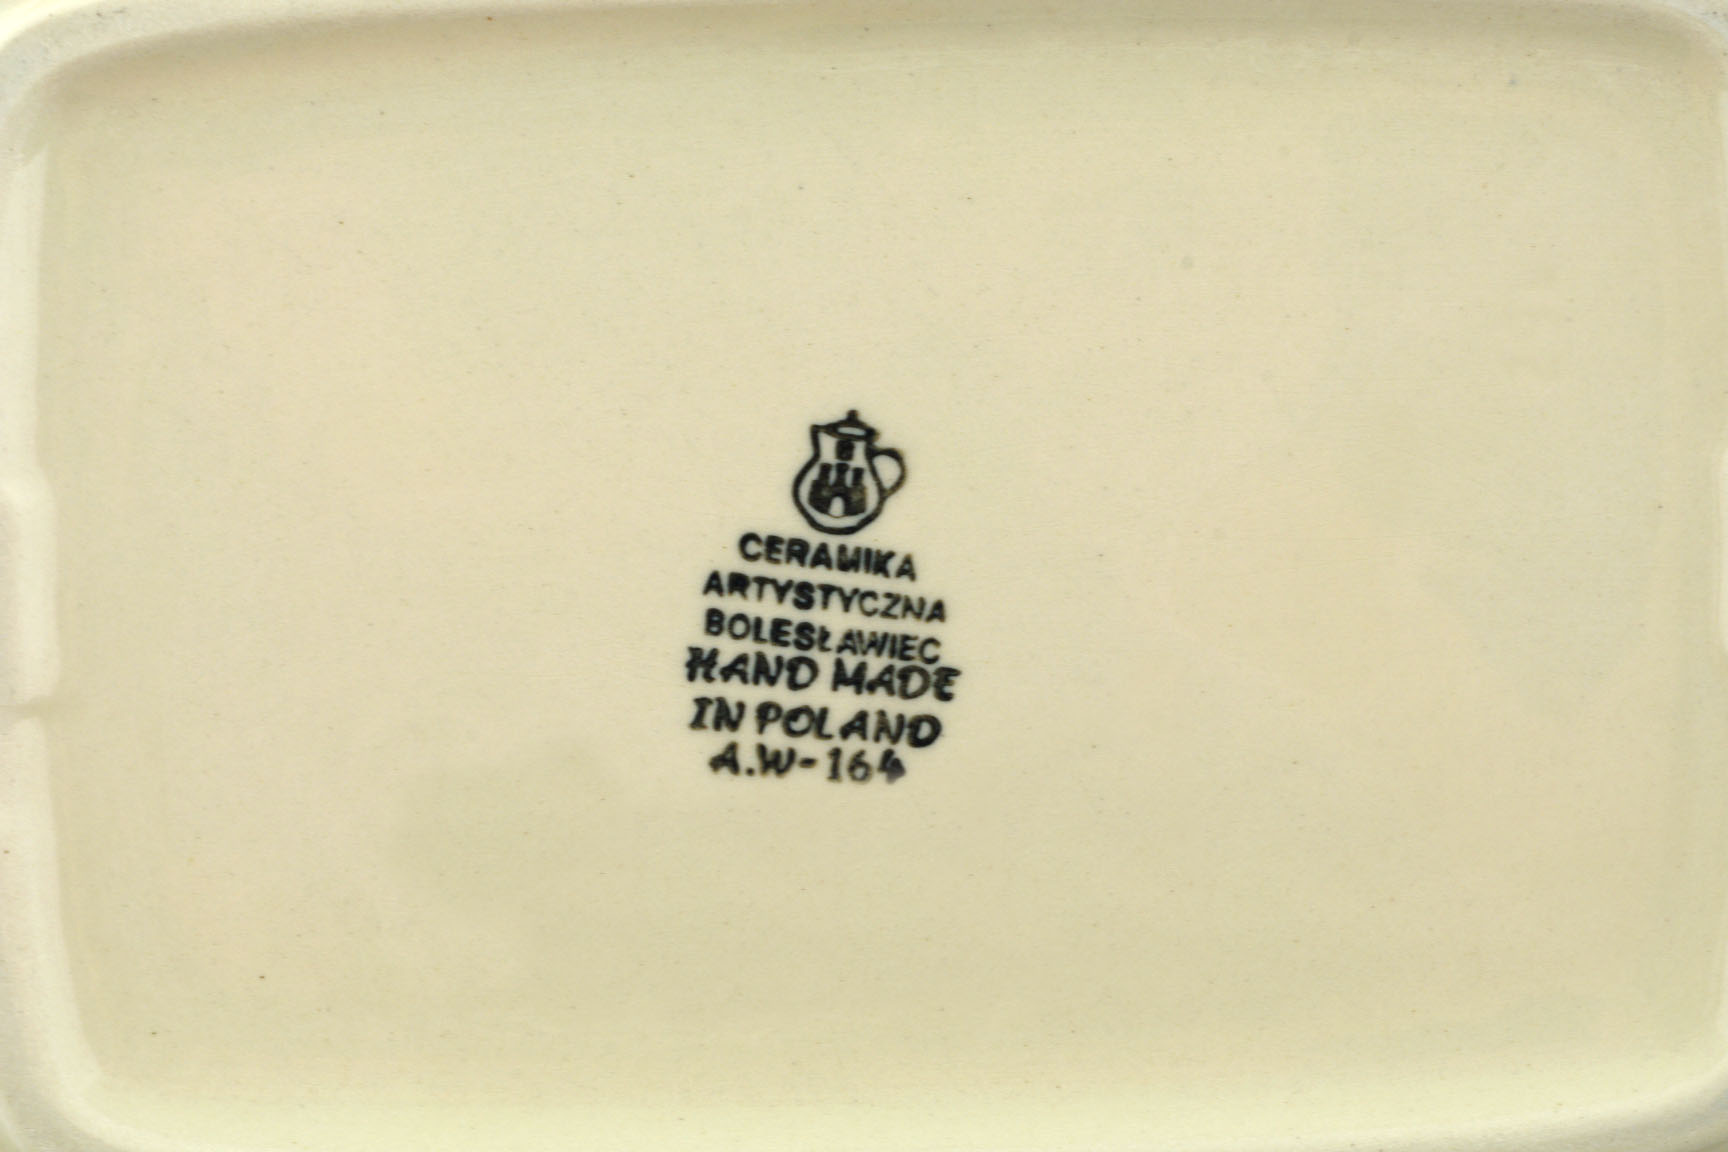 CERAMIKA
ARTYSTYCZNA
BOLESŁAWIEC
HAND MADE
IN POLAND
A.W-164